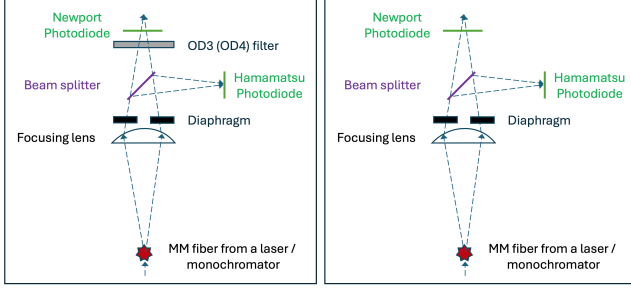 Newport
Photodiode
OD3 (OD4) filter
Beam splitter
Hamamatsu
Photodiode
Diaphragm
Focusing lens
MM fiber from a laser /
monochromator
Newport
Photodiode
Beam splitter
Hamamatsu
Photodiode
Diaphragm
Focusing lens
MM fiber from a laser /
monochromator